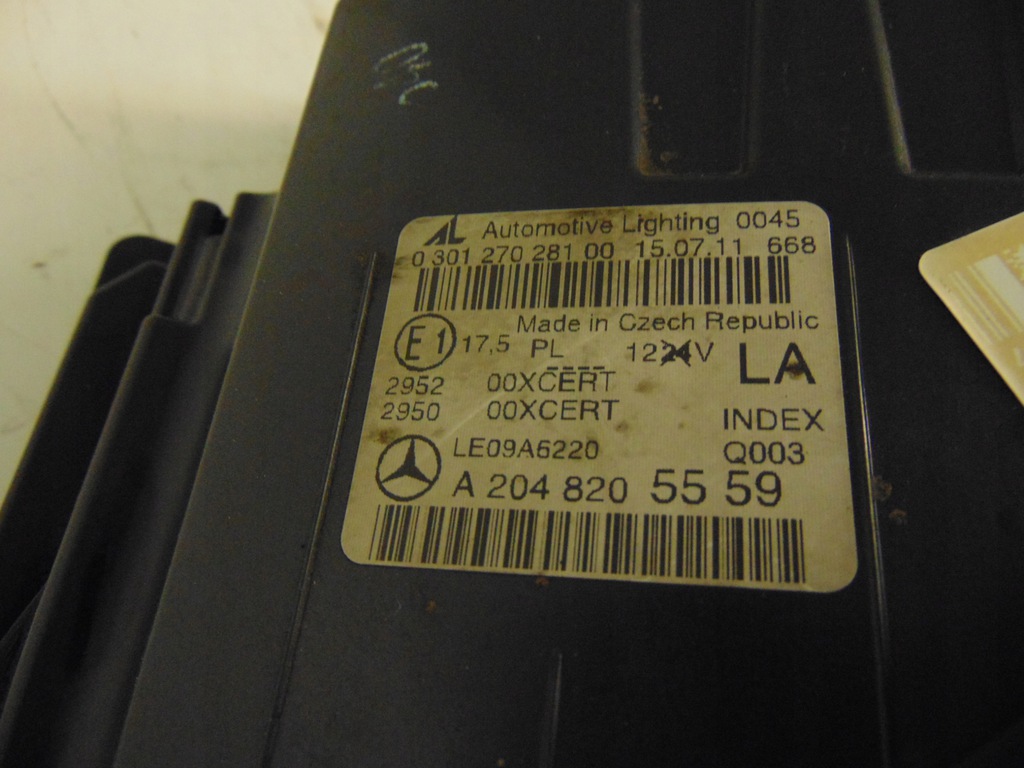 AL Automotive Lighting 0045
0 301 270 281 00 15.07.11 668
Made in Czech Republic
E1 17,5 PL 1224V LA
2952 00XCERT
2950 00XCERT INDEX
LE09A6220 Q003
A 204 820 55 59